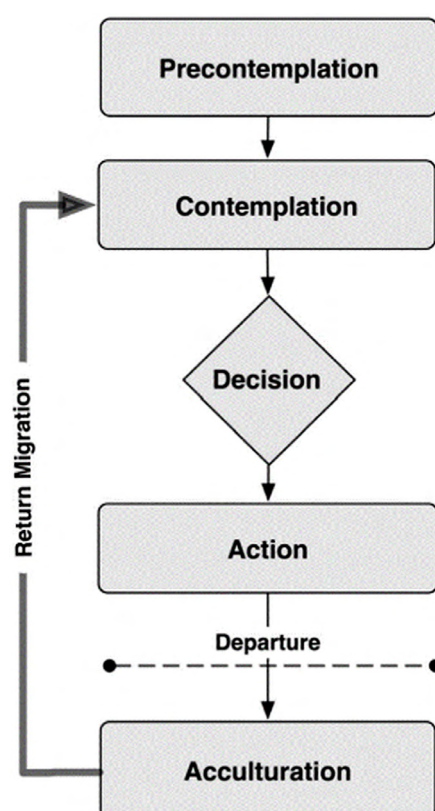 Precontemplation
Contemplation
Decision
Return Migration
Action
Departure
Acculturation